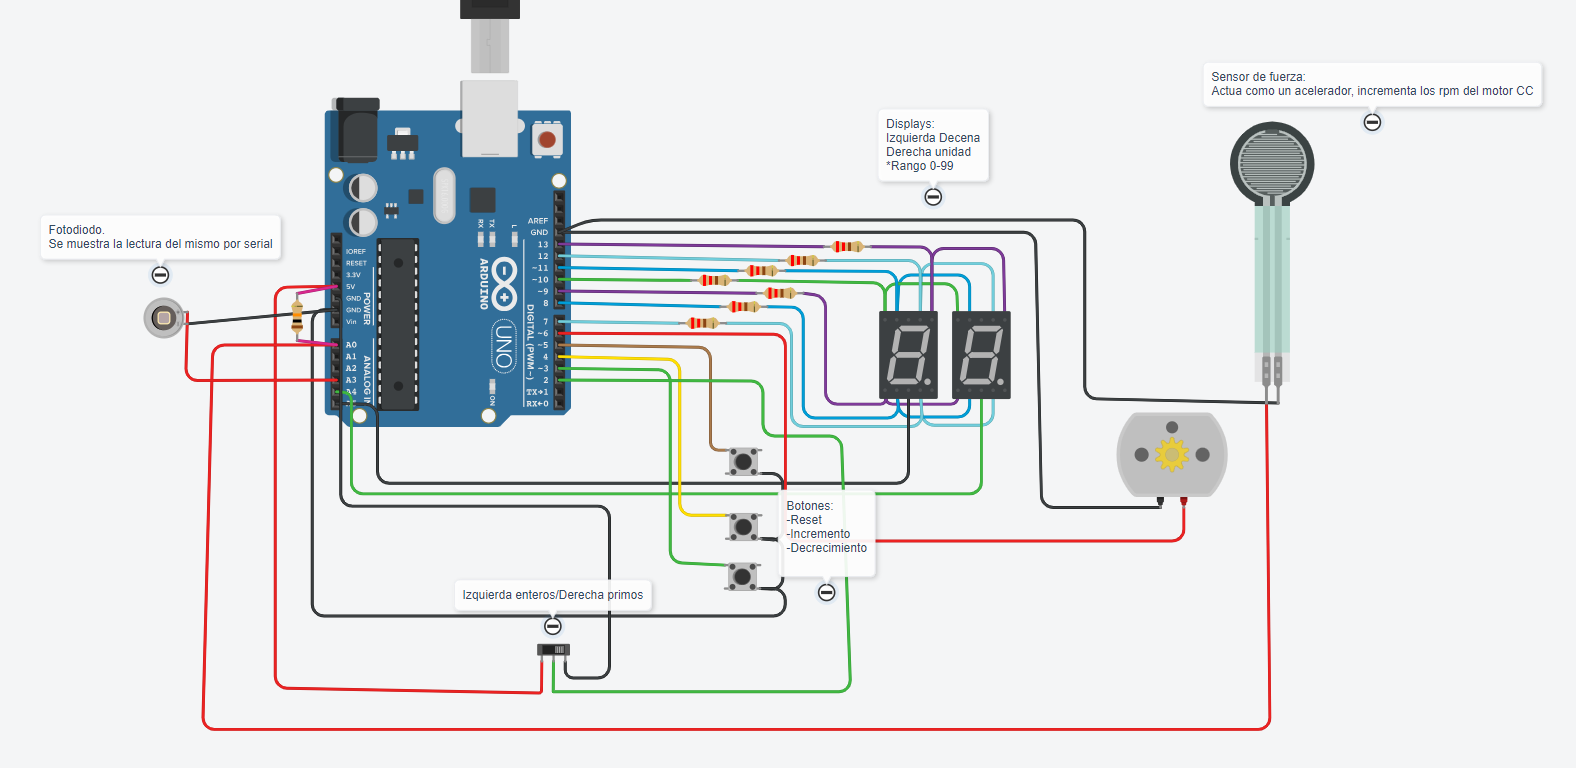 Sensor de fuerza:
Actua como un acelerador, incrementa los rpm del motor CC
Displays:
Izquierda Decena
Derecha unidad
*Rango 0-99
Fotodiodo.
Se muestra la lectura del mismo por serial
AREF
GND
13
12
~11
~10
~9
8
7
~6
~5
4
~3
2
TX→1
RX←0
DIGITAL (PWM~)
IOREF
RESET
3.3V
5V
GND
GND
Vin
POWER
A0
A1
A2
A3
A4
ANALOG IN
RX
TX
L
ARDUINO
UNO
ON
Botones:
-Reset
-Incremento
-Decrecimiento
Izquierda enteros/Derecha primos